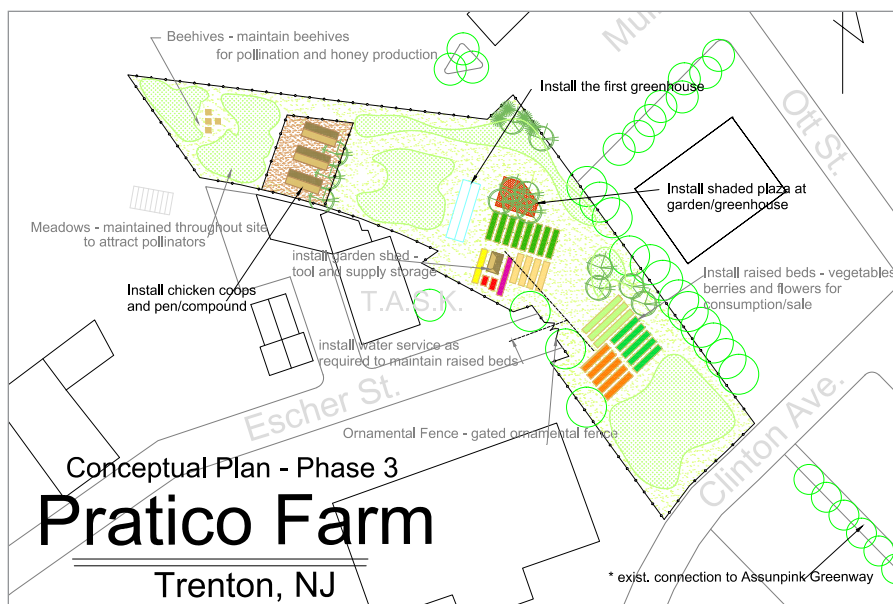 Beehives - maintain beehives
for pollination and honey production
Install the first greenhouse
Ott St.
Install shaded plaza at
garden/greenhouse
Meadows - maintained throughout site
to attract pollinators
install garden shed -
tool and supply storage
Install raised beds - vegetables
berries and flowers for
consumption/sale
Install chicken coops
and pen/compound
T.A.S.K.
install water service as
required to maintain raised beds
Escher St.
Clinton Ave.
Ornamental Fence - gated ornamental fence
Conceptual Plan - Phase 3
Pratico Farm
Trenton, NJ
* exist. connection to Assunpink Greenway